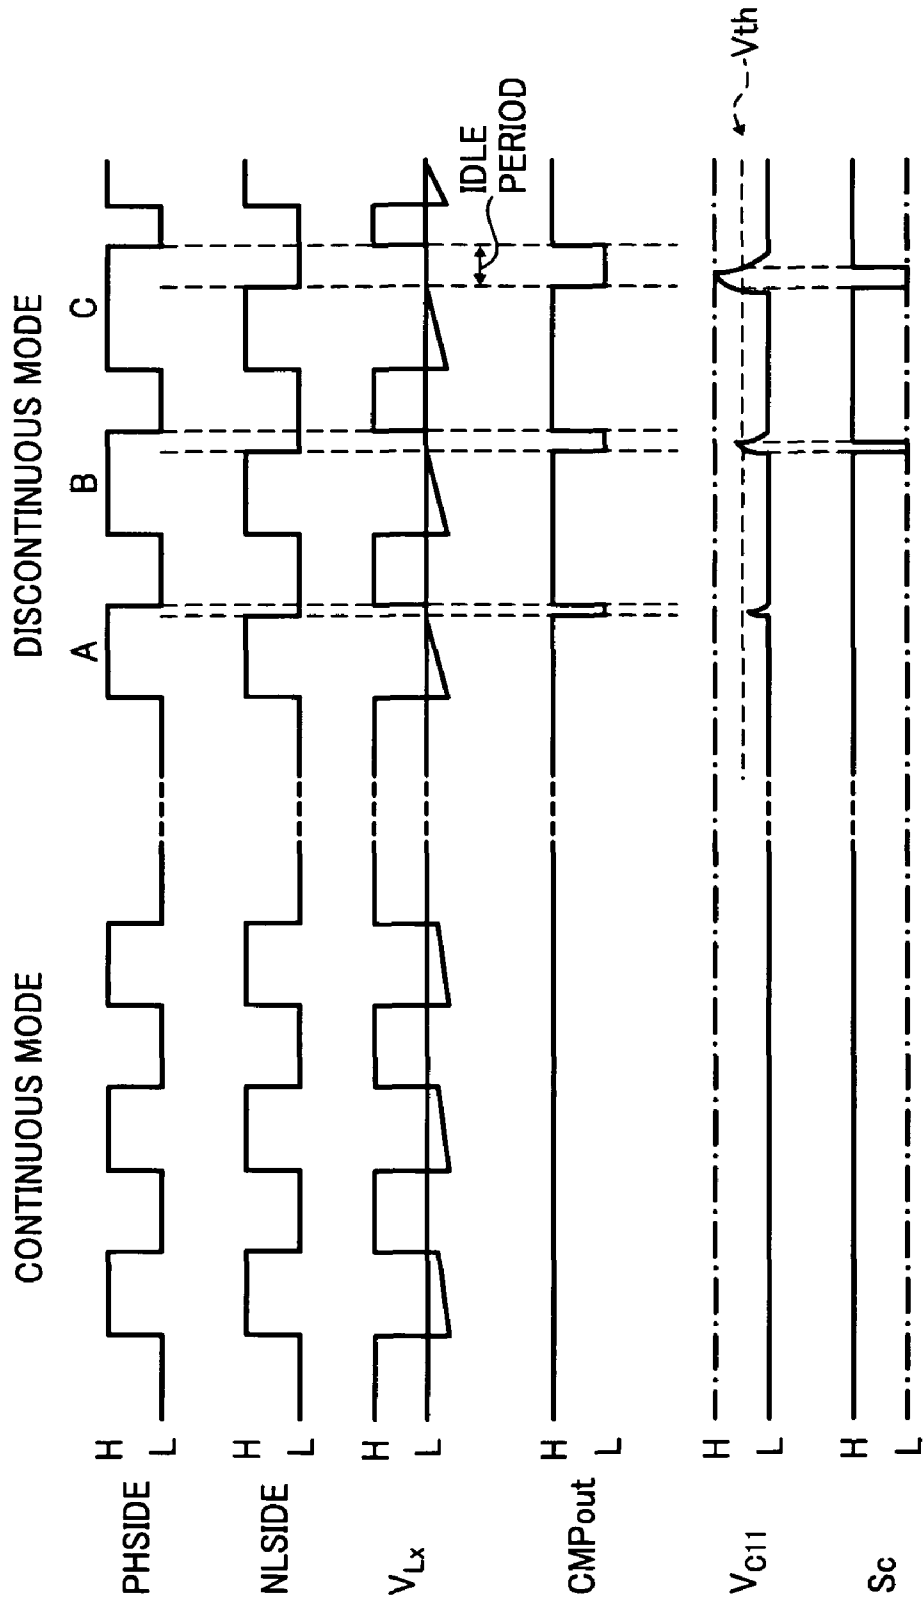 CONTINUOUS MODE
DISCONTINUOUS MODE
A
B
C
PHSIDE
H
L
NLSIDE
H
L
VLx
H
L
IDLE
PERIOD
CMPout
H
L
VC11
H
L
Vth
Sc
H
L